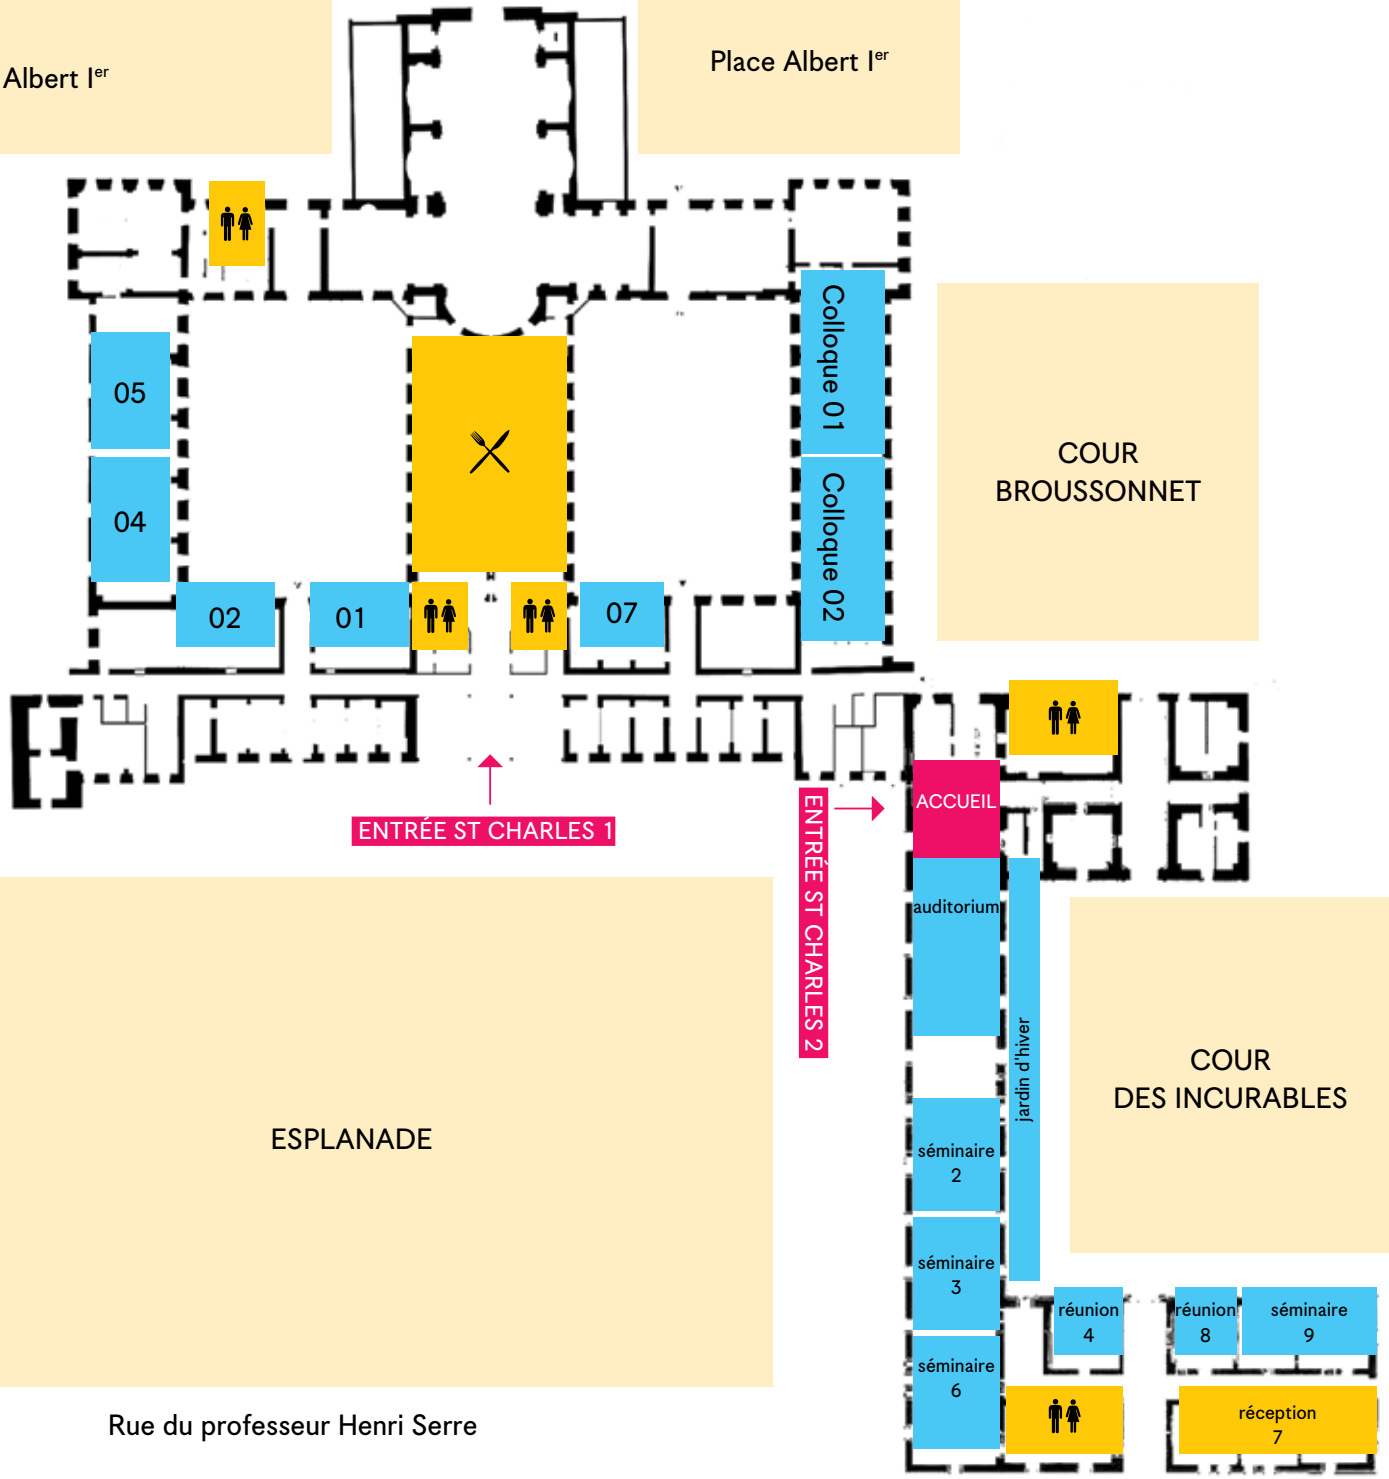 Albert Iᵉʳ
Place Albert Iᵉʳ
05
04
Colloque 01
Colloque 02
COUR
BROUSSONNET
02
01
07
ACCUEIL
ENTRÉE ST CHARLES 1
ENTRÉE ST CHARLES 2
auditorium
jardin d'hiver
COUR
DES INCURABLES
ESPLANADE
séminaire
2
séminaire
3
réunion
4
réunion
8
séminaire
9
séminaire
6
réception
7
Rue du professeur Henri Serre